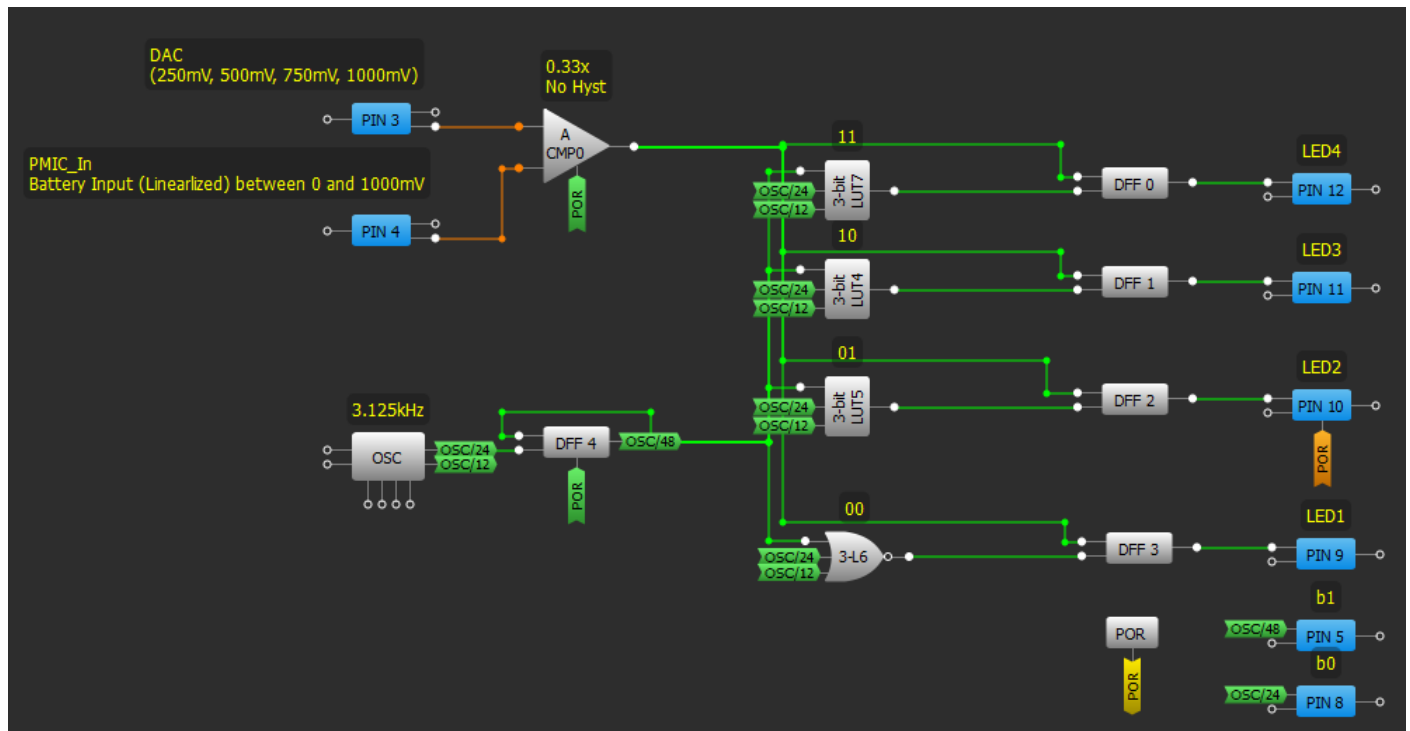 DAC
(250mV, 500mV, 750mV, 1000mV)
PIN 3
0.33x
No Hyst
A
CMP0
POR
PMIC_In
Battery Input (Linearlized) between 0 and 1000mV
PIN 4
11
OSC/24
OSC/12
3-bit
LUT7
DFF 0
LED4
PIN 12
10
OSC/24
OSC/12
3-bit
LUT4
DFF 1
LED3
PIN 11
01
OSC/24
OSC/12
3-bit
LUT5
DFF 2
LED2
PIN 10
POR
3.125kHz
OSC
OSC/24
OSC/12
DFF 4
OSC/48
POR
00
OSC/24
OSC/12
3-L6
DFF 3
LED1
PIN 9
POR
POR
b1
OSC/48
PIN 5
b0
OSC/24
PIN 8